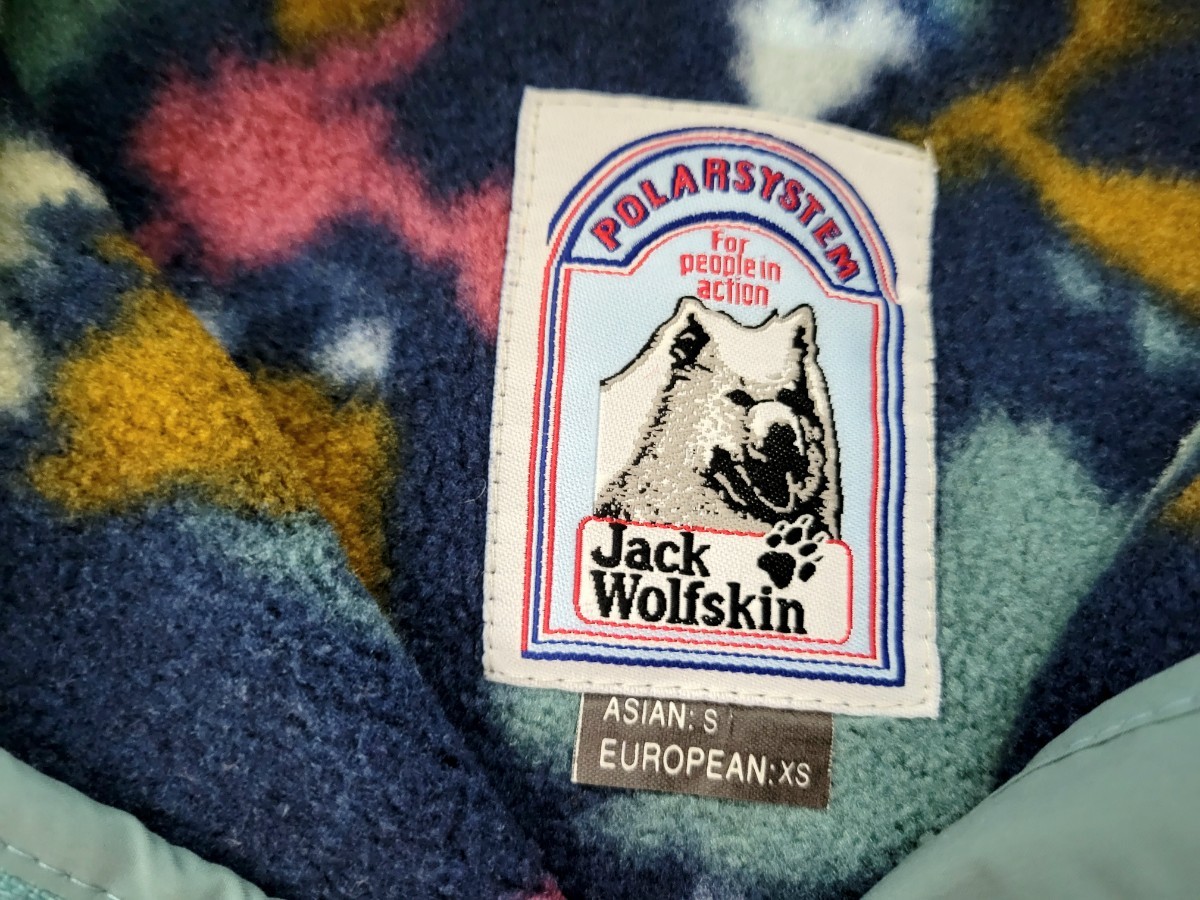 POLARSYSTEM
For
people in
action
Jack
Wolfskin
ASIAN: S
EUROPEAN: XS